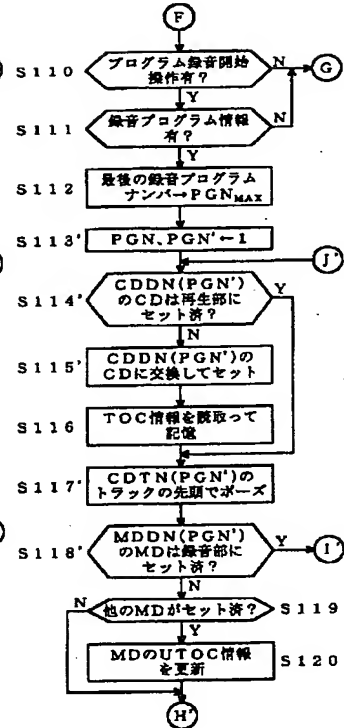 F
S110
プログラム録音開始
操作有?
N
G
Y
S111
録音プログラム情報
有?
N
Y
S112
最後の録音プログラム
ナンバ→PGNMAX
S113'
PGN、PGN'←1
J'
S114'
CDDN(PGN')
のCDは再生部に
セット済?
Y
N
S115'
CDDN(PGN')の
CDに交換してセット
S116
TOC情報を読取って
記憶
S117'
CDTN(PGN')の
トラックの先頭でポーズ
S118'
MDDN(PGN')
のMDは録音部に
セット済?
Y
I'
N
N
他のMDがセット済?
S119
Y
MDのUTOC情報
を更新
S120
H'